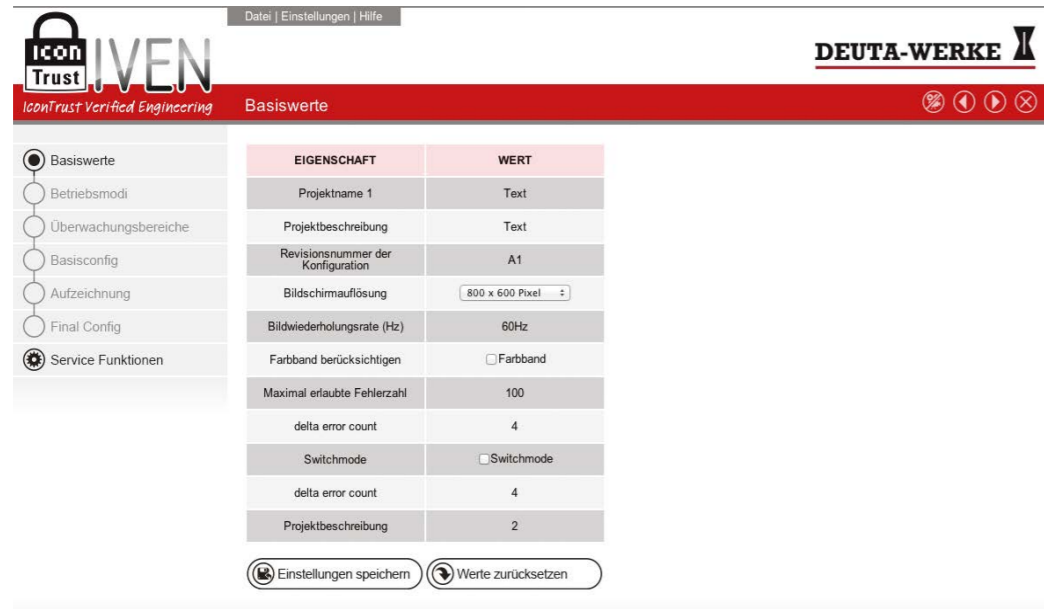 Datei | Einstellungen | Hilfe
Icon
Trust
IVEN
IconTrust Verified Engineering
DEUTA-WERKE
Basiswerte
Basiswerte
Betriebsmodi
Überwachungsbereiche
Basisconfig
Aufzeichnung
Final Config
Service Funktionen
EIGENSCHAFT WERT
Projektname 1 Text
Projektbeschreibung Text
Revisionsnummer der
Konfiguration A1
Bildschirmauflösung 800 x 600 Pixel
Bildwiederholungsrate (Hz) 60Hz
Farbband berücksichtigen Farbband
Maximal erlaubte Fehlerzahl 100
delta error count 4
Switchmode Switchmode
delta error count 4
Projektbeschreibung 2
Einstellungen speichern Werte zurücksetzen